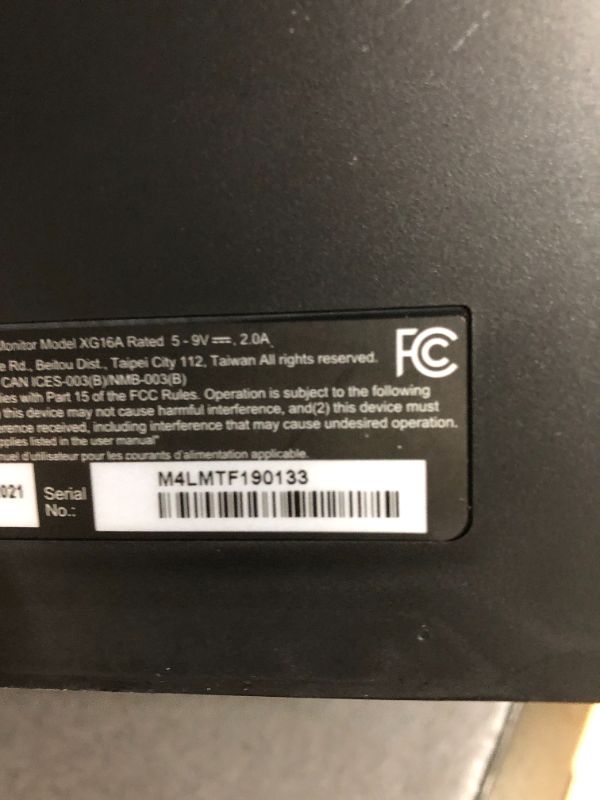 Monitor Model XG16A Rated 5 - 9V⎓, 2.0A
e Rd., Beitou Dist., Taipei City 112, Taiwan All rights reserved.
CAN ICES-003(B)/NMB-003(B)
lies with Part 15 of the FCC Rules. Operation is subject to the following
) this device may not cause harmful interference, and(2) this device must
erence received, including interference that may cause undesired operation.
pplies listed in the user manual"
nuel d'utilisateur pour les courants d'alimentation applicable.
FC
021
Serial
No.:
M4LMTF190133